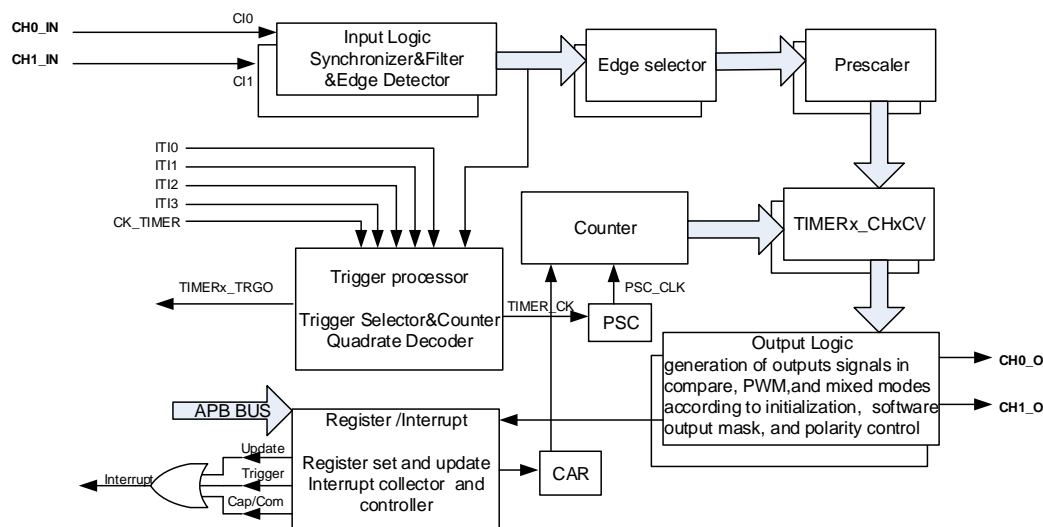 CH0_IN
CI0
CH1_IN
CI1
Input Logic
Synchronizer&Filter
&Edge Detector
Edge selector
Prescaler
ITI0
ITI1
ITI2
ITI3
CK_TIMER
Counter
TIMERx_CHxCV
Trigger processor
Trigger Selector&Counter
Quadrate Decoder
TIMERx_TRGO
TIMER_CK
PSC_CLK
PSC
Output Logic
generation of outputs signals in
compare, PWM,and mixed modes
according to initialization, software
output mask, and polarity control
CH0_O
CH1_O
APB BUS
Register /Interrupt
Register set and update
Interrupt collector and
controller
CAR
Update
Trigger
Cap/Com
Interrupt